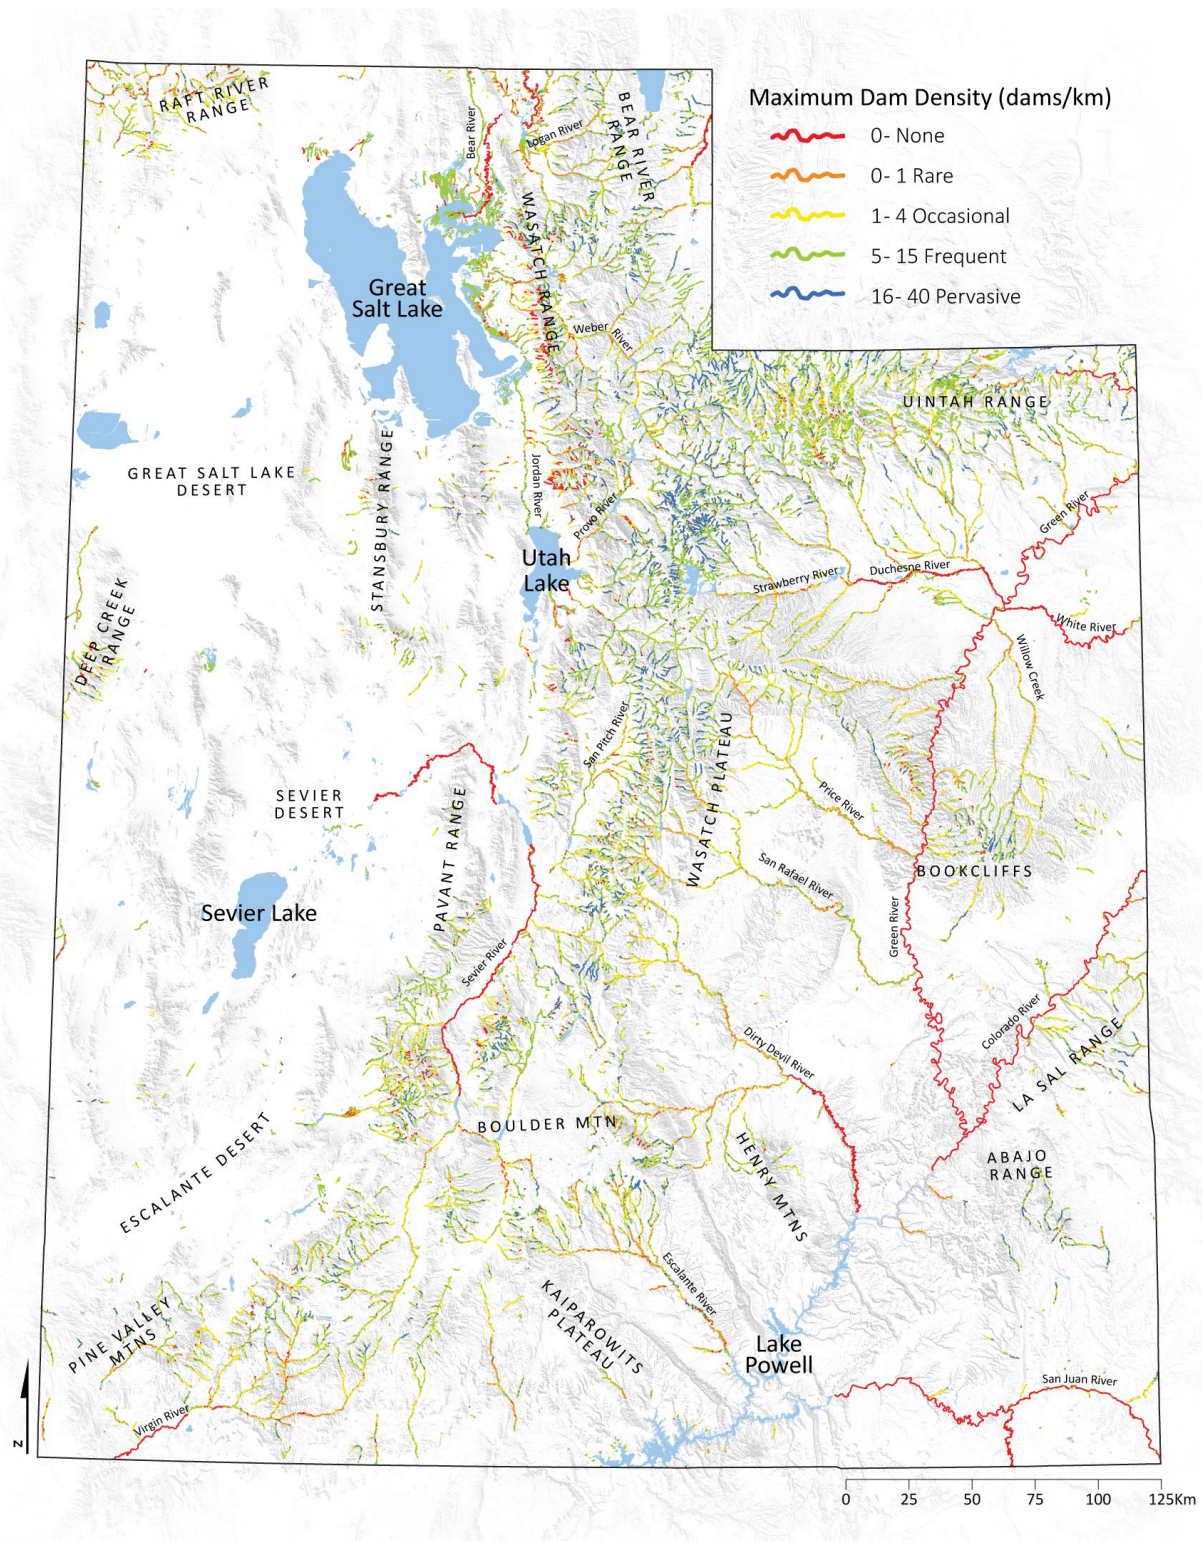 Maximum Dam Density (dams/km)
0- None
0- 1 Rare
1- 4 Occasional
5- 15 Frequent
16- 40 Pervasive
RAFT RIVER
RANGE
Bear River
Logan River
BEAR RIVER
RANGE
WASATCH RANGE
Great
Salt Lake
Weber River
UINTAH RANGE
GREAT SALT LAKE
DESERT
STANSBURY RANGE
Jordan River
Provo River
Green River
Utah
Lake
Strawberry River
Duchesne River
White River
DEEP CREEK
RANGE
Willow Creek
San Pitch River
WASATCH PLATEAU
SEVIER
DESERT
PAVANT RANGE
Price River
San Rafael River
BOOKCLIFFS
Sevier Lake
Green River
Sevier River
Colorado River
Dirty Devil River
LA SAL RANGE
BOULDER MTN.
ESCALANTE DESERT
HENRY MTNS
ABAJO
RANGE
Escalante River
KAIPAROWITS
PLATEAU
PINE VALLEY
MTNS
Lake
Powell
San Juan River
Virgin River
N
0 25 50 75 100 125Km